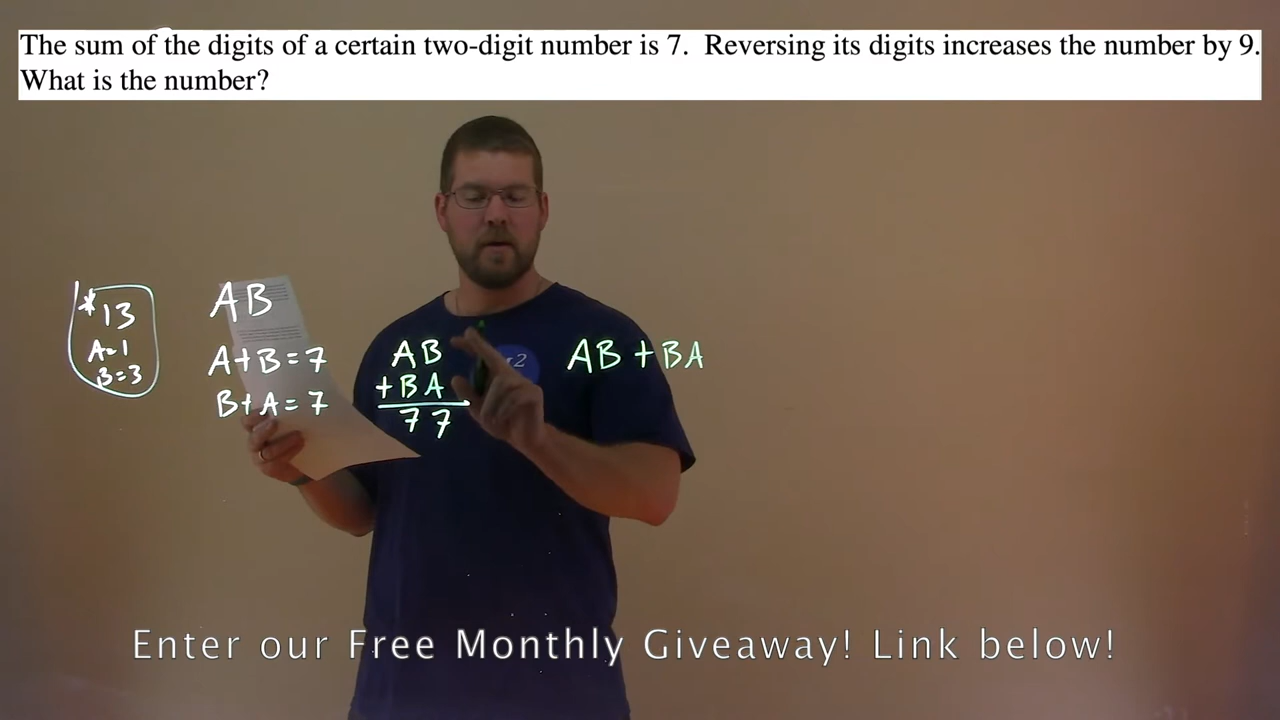 The sum of the digits of a certain two-digit number is 7. Reversing its digits increases the number by 9.
What is the number?
* 13
A=1
B=3
AB
A+B=7
B+A=7
AB
+BA
77
AB+BA
Enter our Free Monthly Giveaway! Link below!